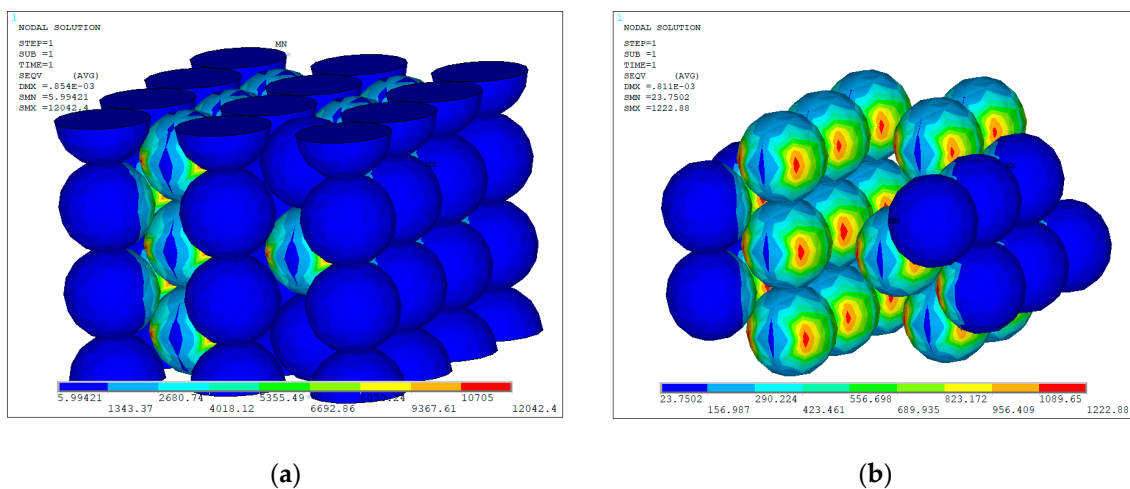 1
NODAL SOLUTION
STEP=1
SUB =1
TIME=1
SEQV (AVG)
DMX =.854E-03
SMN =5.99421
SMX =12042.4
MN
MX
5.99421 2680.74 5355.49 10705
1343.37 4018.12 6692.86 9367.61 12042.4
(a)
1
NODAL SOLUTION
STEP=1
SUB =1
TIME=1
SEQV (AVG)
DMX =.811E-03
SMN =23.7502
SMX =1222.88
MX
MN
23.7502 290.224 556.698 823.172 1089.65
156.987 423.461 689.935 956.409 1222.88
(b)